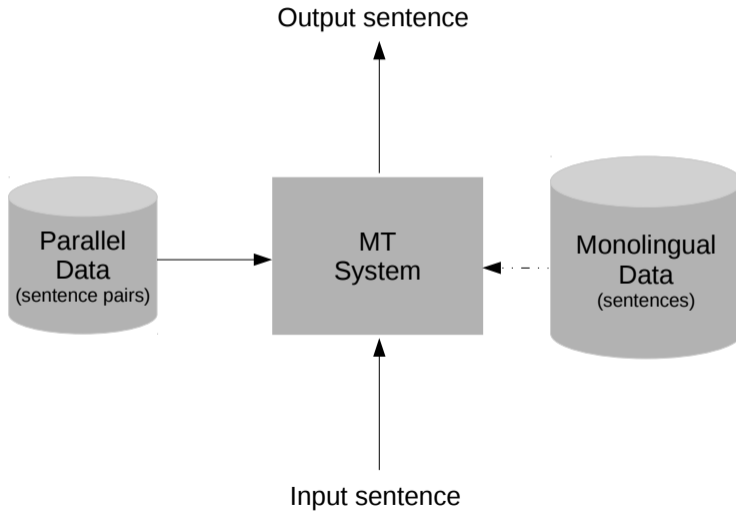 Output sentence
Parallel
Data
(sentence pairs)
MT
System
Monolingual
Data
(sentences)
Input sentence